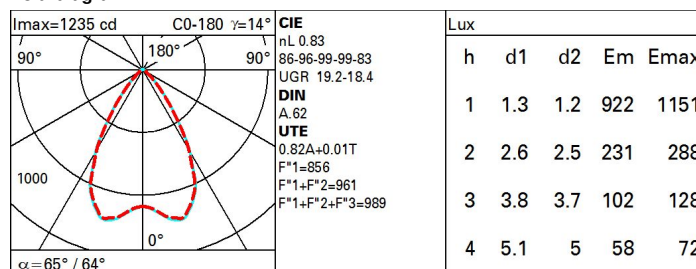 Imax=1235 cd C0-180 γ=14°
90° 180° 90°
1000
0°
α=65° / 64°
CIE
nL 0.83
86-96-99-99-83
UGR 19.2-18.4
DIN
A.62
UTE
0.82A+0.01T
F"1=856
F"1+F"2=961
F"1+F"2+F"3=989
Lux
h d1 d2 Em Emax
1 1.3 1.2 922 1151
2 2.6 2.5 231 288
3 3.8 3.7 102 128
4 5.1 5 58 72